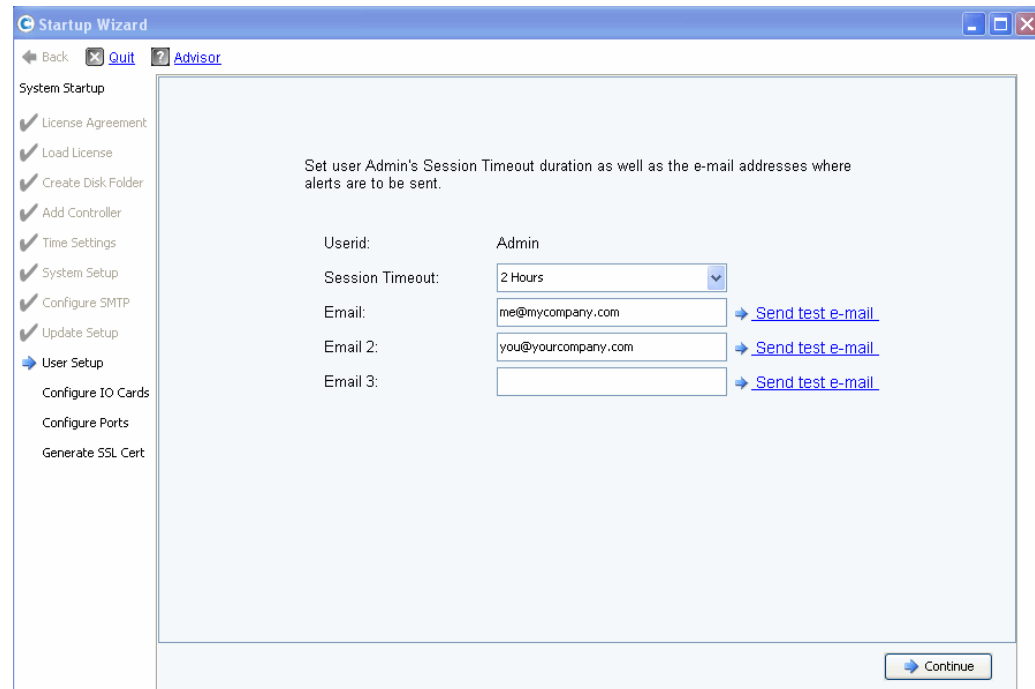 Startup Wizard
Back Quit ? Advisor
System Startup
License Agreement
Load License
Create Disk Folder
Add Controller
Time Settings
System Setup
Configure SMTP
Update Setup
User Setup
Configure IO Cards
Configure Ports
Generate SSL Cert
Set user Admin's Session Timeout duration as well as the e-mail addresses where
alerts are to be sent.
Userid: Admin
Session Timeout: 2 Hours
Email: me@mycompany.com Send test e-mail
Email 2: you@yourcompany.com Send test e-mail
Email 3: Send test e-mail
Continue